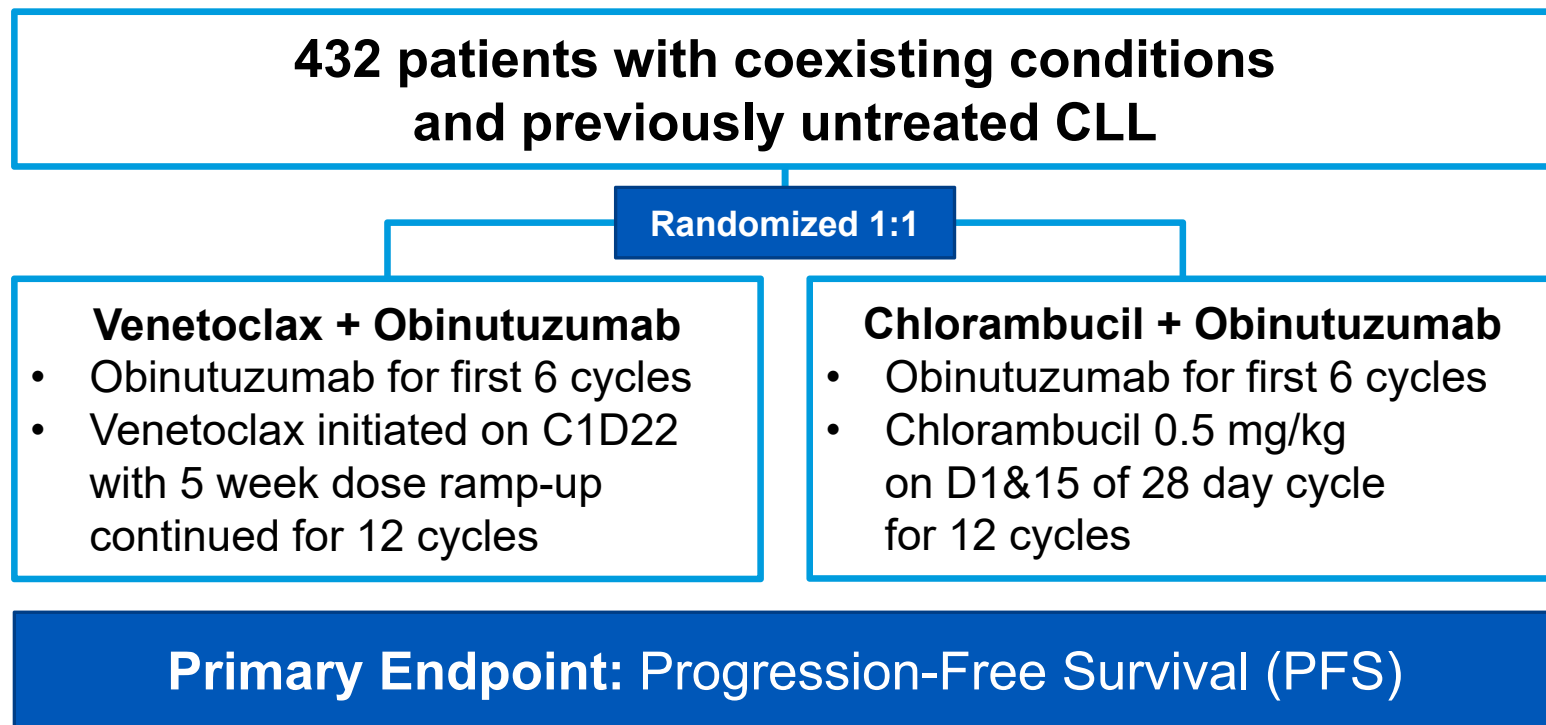 432 patients with coexisting conditions
and previously untreated CLL
Randomized 1:1
Venetoclax + Obinutuzumab
• Obinutuzumab for first 6 cycles
• Venetoclax initiated on C1D22
with 5 week dose ramp-up
continued for 12 cycles
Chlorambucil + Obinutuzumab
• Obinutuzumab for first 6 cycles
• Chlorambucil 0.5 mg/kg
on D1&15 of 28 day cycle
for 12 cycles
Primary Endpoint: Progression-Free Survival (PFS)